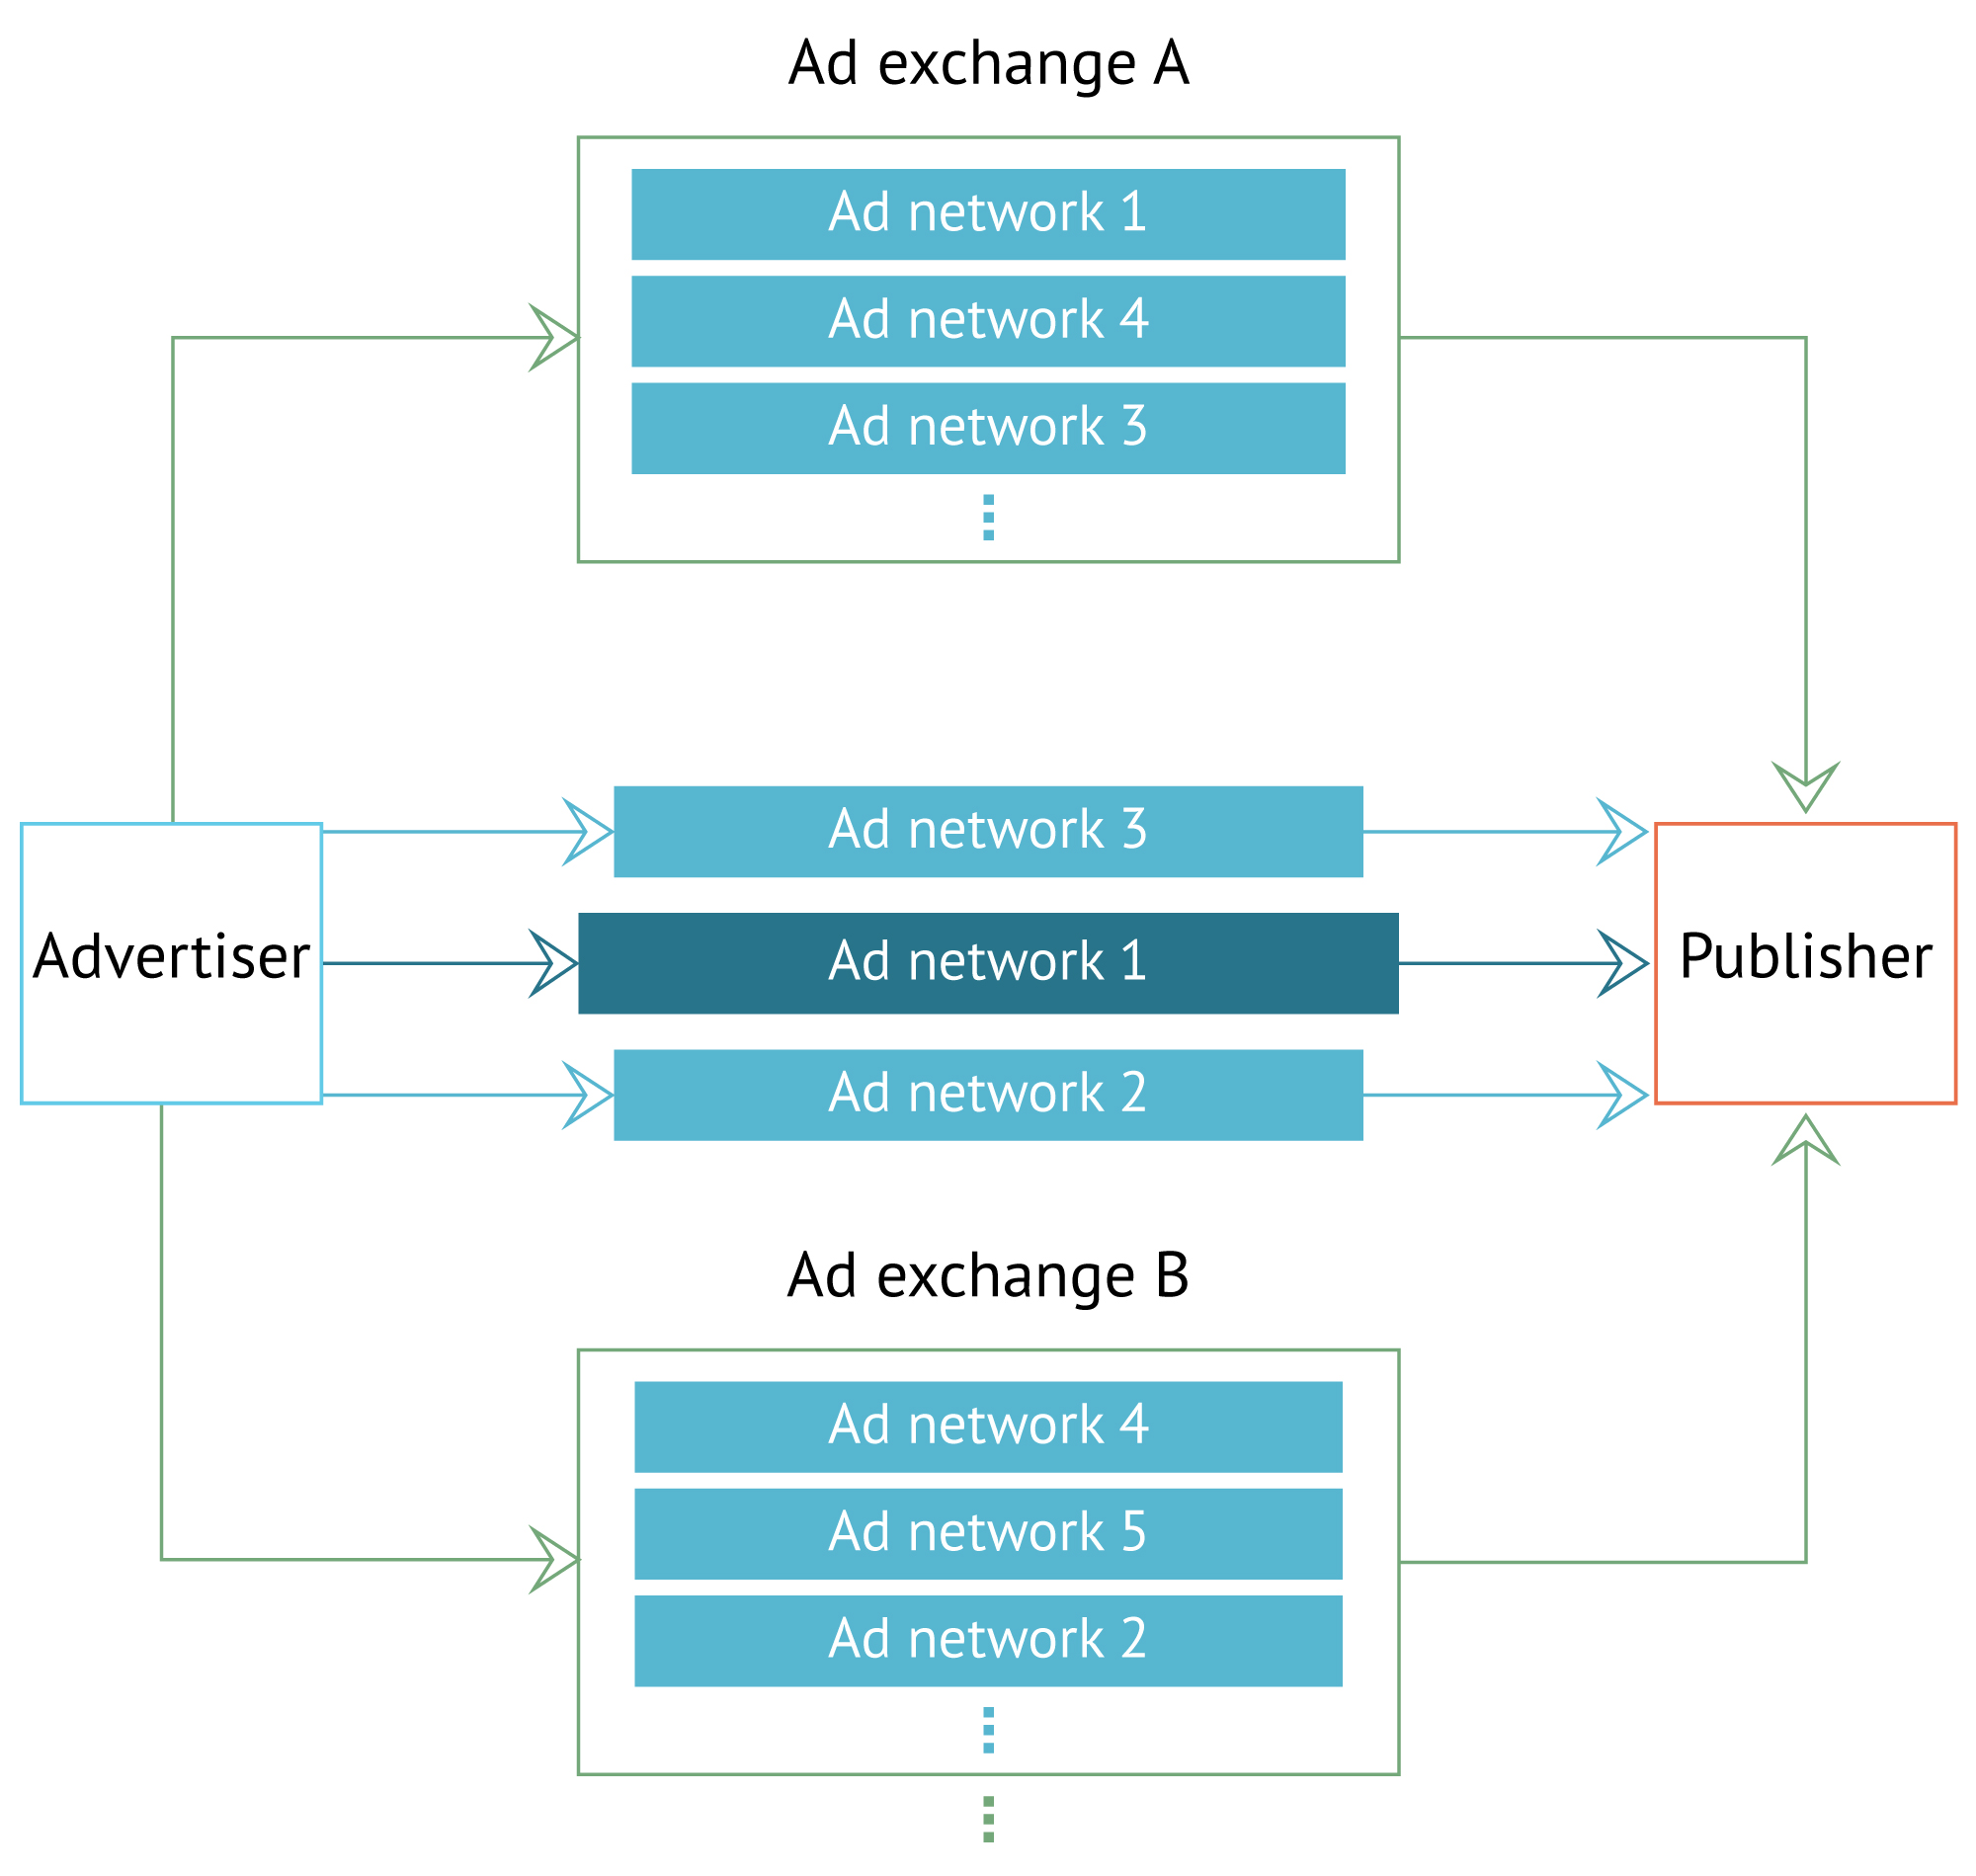 Ad exchange A
Ad network 1
Ad network 4
Ad network 3
Advertiser
Ad network 3
Ad network 1
Ad network 2
Publisher
Ad exchange B
Ad network 4
Ad network 5
Ad network 2